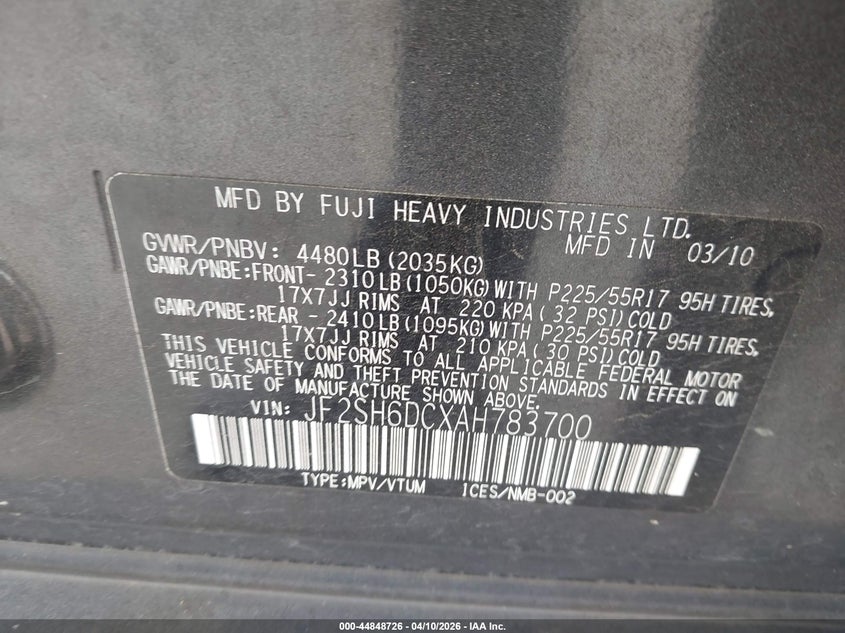 MFD BY FUJI HEAVY INDUSTRIES LTD.
MFD IN 03/10
GVWR/PNBV: 4480LB(2035KG)
GAWR/PNBE:FRONT- 2310LB(1050KG)WITH P225/55R17 95H TIRES,
17X7JJ RIMS AT 220 KPA(32 PSI)COLD
GAWR/PNBE:REAR - 2410LB(1095KG)WITH P225/55R17 95H TIRES,
17X7JJ RIMS AT 210 KPA(30 PSI)COLD
THIS VEHICLE CONFORMS TO ALL APPLICABLE FEDERAL MOTOR
VEHICLE SAFETY AND THEFT PREVENTION STANDARDS IN EFFECT ON
THE DATE OF MANUFACTURE SHOWN ABOVE.
VIN: JF2SH6DCXAH783700
TYPE:MPV/VTUM 1CES/NMB-002
000-44848726 04/10/2026 - IAA Inc.